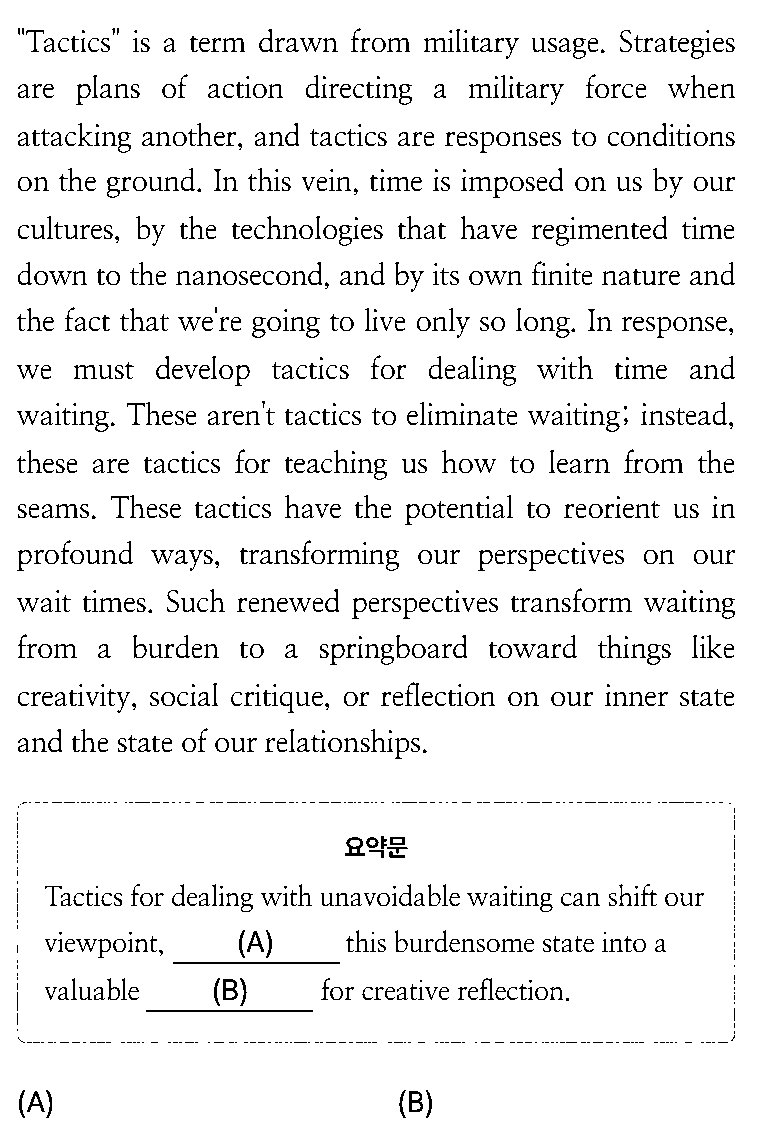 "Tactics" is a term drawn from military usage. Strategies
are plans of action directing a military force when
attacking another, and tactics are responses to conditions
on the ground. In this vein, time is imposed on us by our
cultures, by the technologies that have regimented time
down to the nanosecond, and by its own finite nature and
the fact that we're going to live only so long. In response,
we must develop tactics for dealing with time and
waiting. These aren't tactics to eliminate waiting; instead,
these are tactics for teaching us how to learn from the
seams. These tactics have the potential to reorient us in
profound ways, transforming our perspectives on our
wait times. Such renewed perspectives transform waiting
from a burden to a springboard toward things like
creativity, social critique, or reflection on our inner state
and the state of our relationships.
요약문
Tactics for dealing with unavoidable waiting can shift our
viewpoint, (A) this burdensome state into a
valuable (B) for creative reflection.
(A) (B)